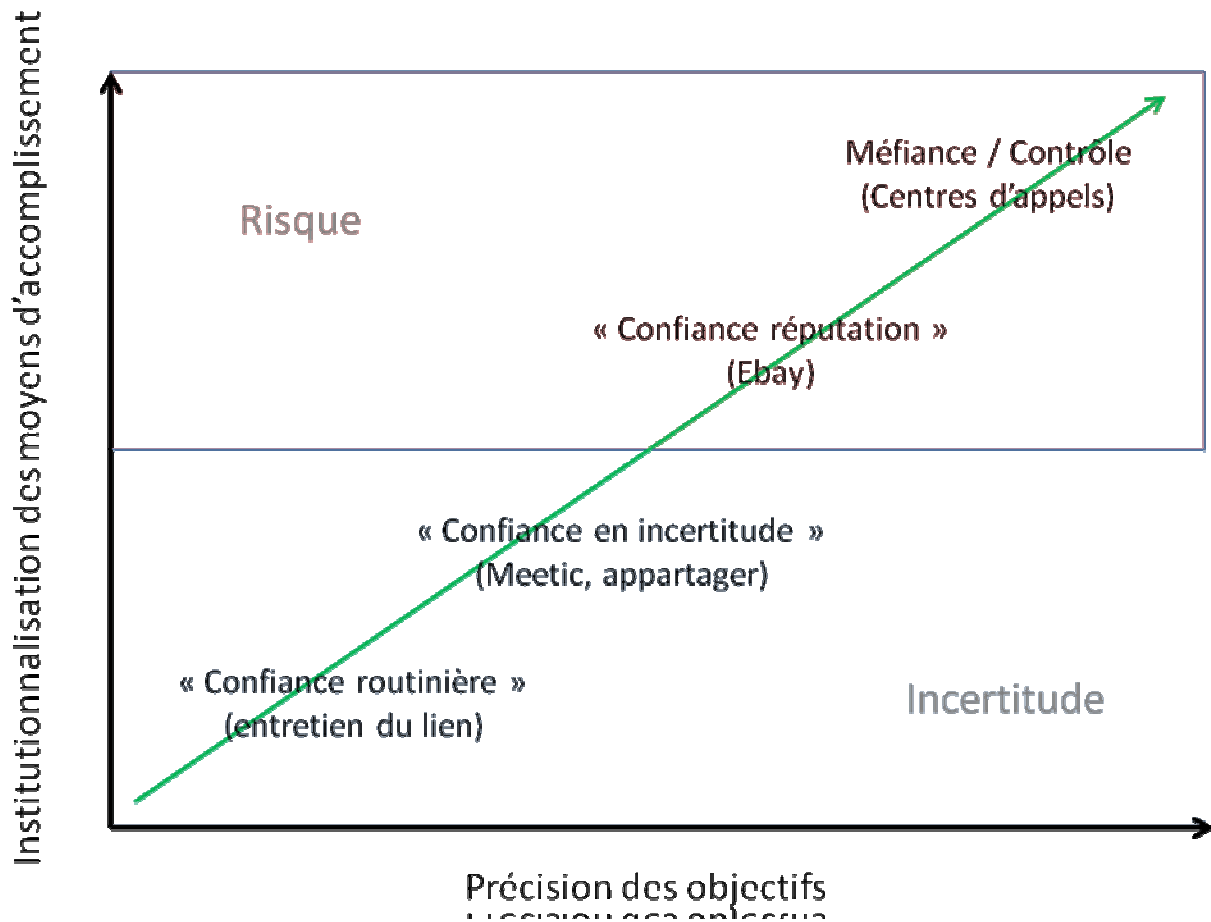 Institutionnalisation des moyens d'accomplissement
Méfiance / Contrôle
(Centres d'appels)
Risque
« Confiance réputation »
(Ebay)
« Confiance en incertitude »
(Meetic, appartager)
« Confiance routinière »
(entretien du lien)
Incertitude
Précision des objectifs